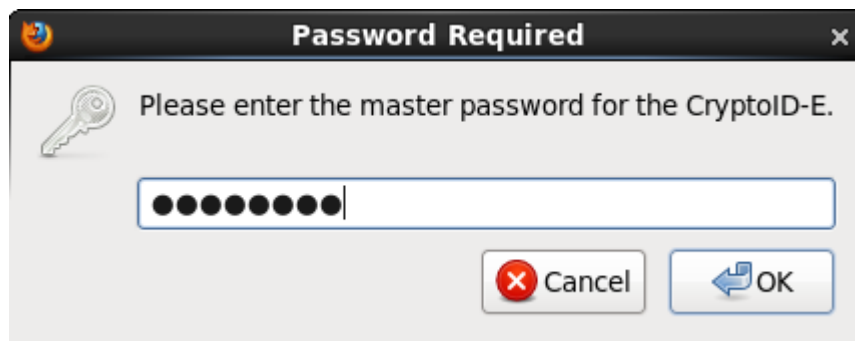 Password Required
Please enter the master password for the CryptoID-E.
●●●●●●●●
Cancel
OK